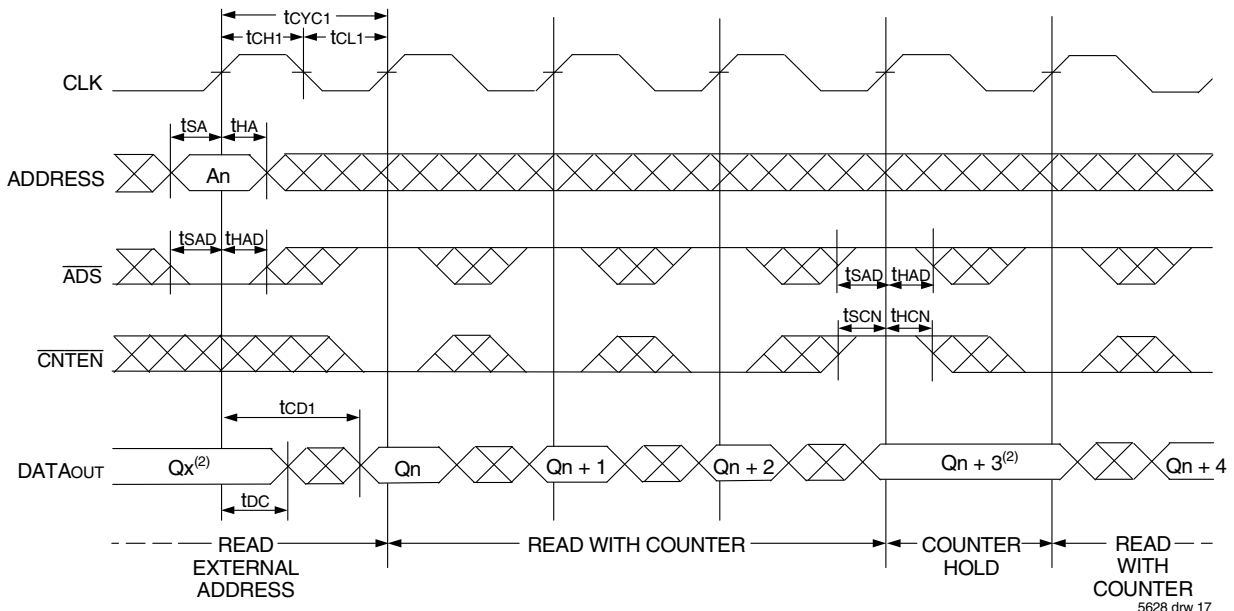 tCYC1
tCH1 tCL1
CLK
tSA tHA
ADDRESS An
tSAD tHAD
ADS
tSAD tHAD
tSCN tHCN
CNTEN
tCD1
DATAOUT Qx(2) Qn Qn + 1 Qn + 2 Qn + 3(2) Qn + 4
tDC
READ EXTERNAL ADDRESS
READ WITH COUNTER
COUNTER HOLD
READ WITH COUNTER
5628 drw 17